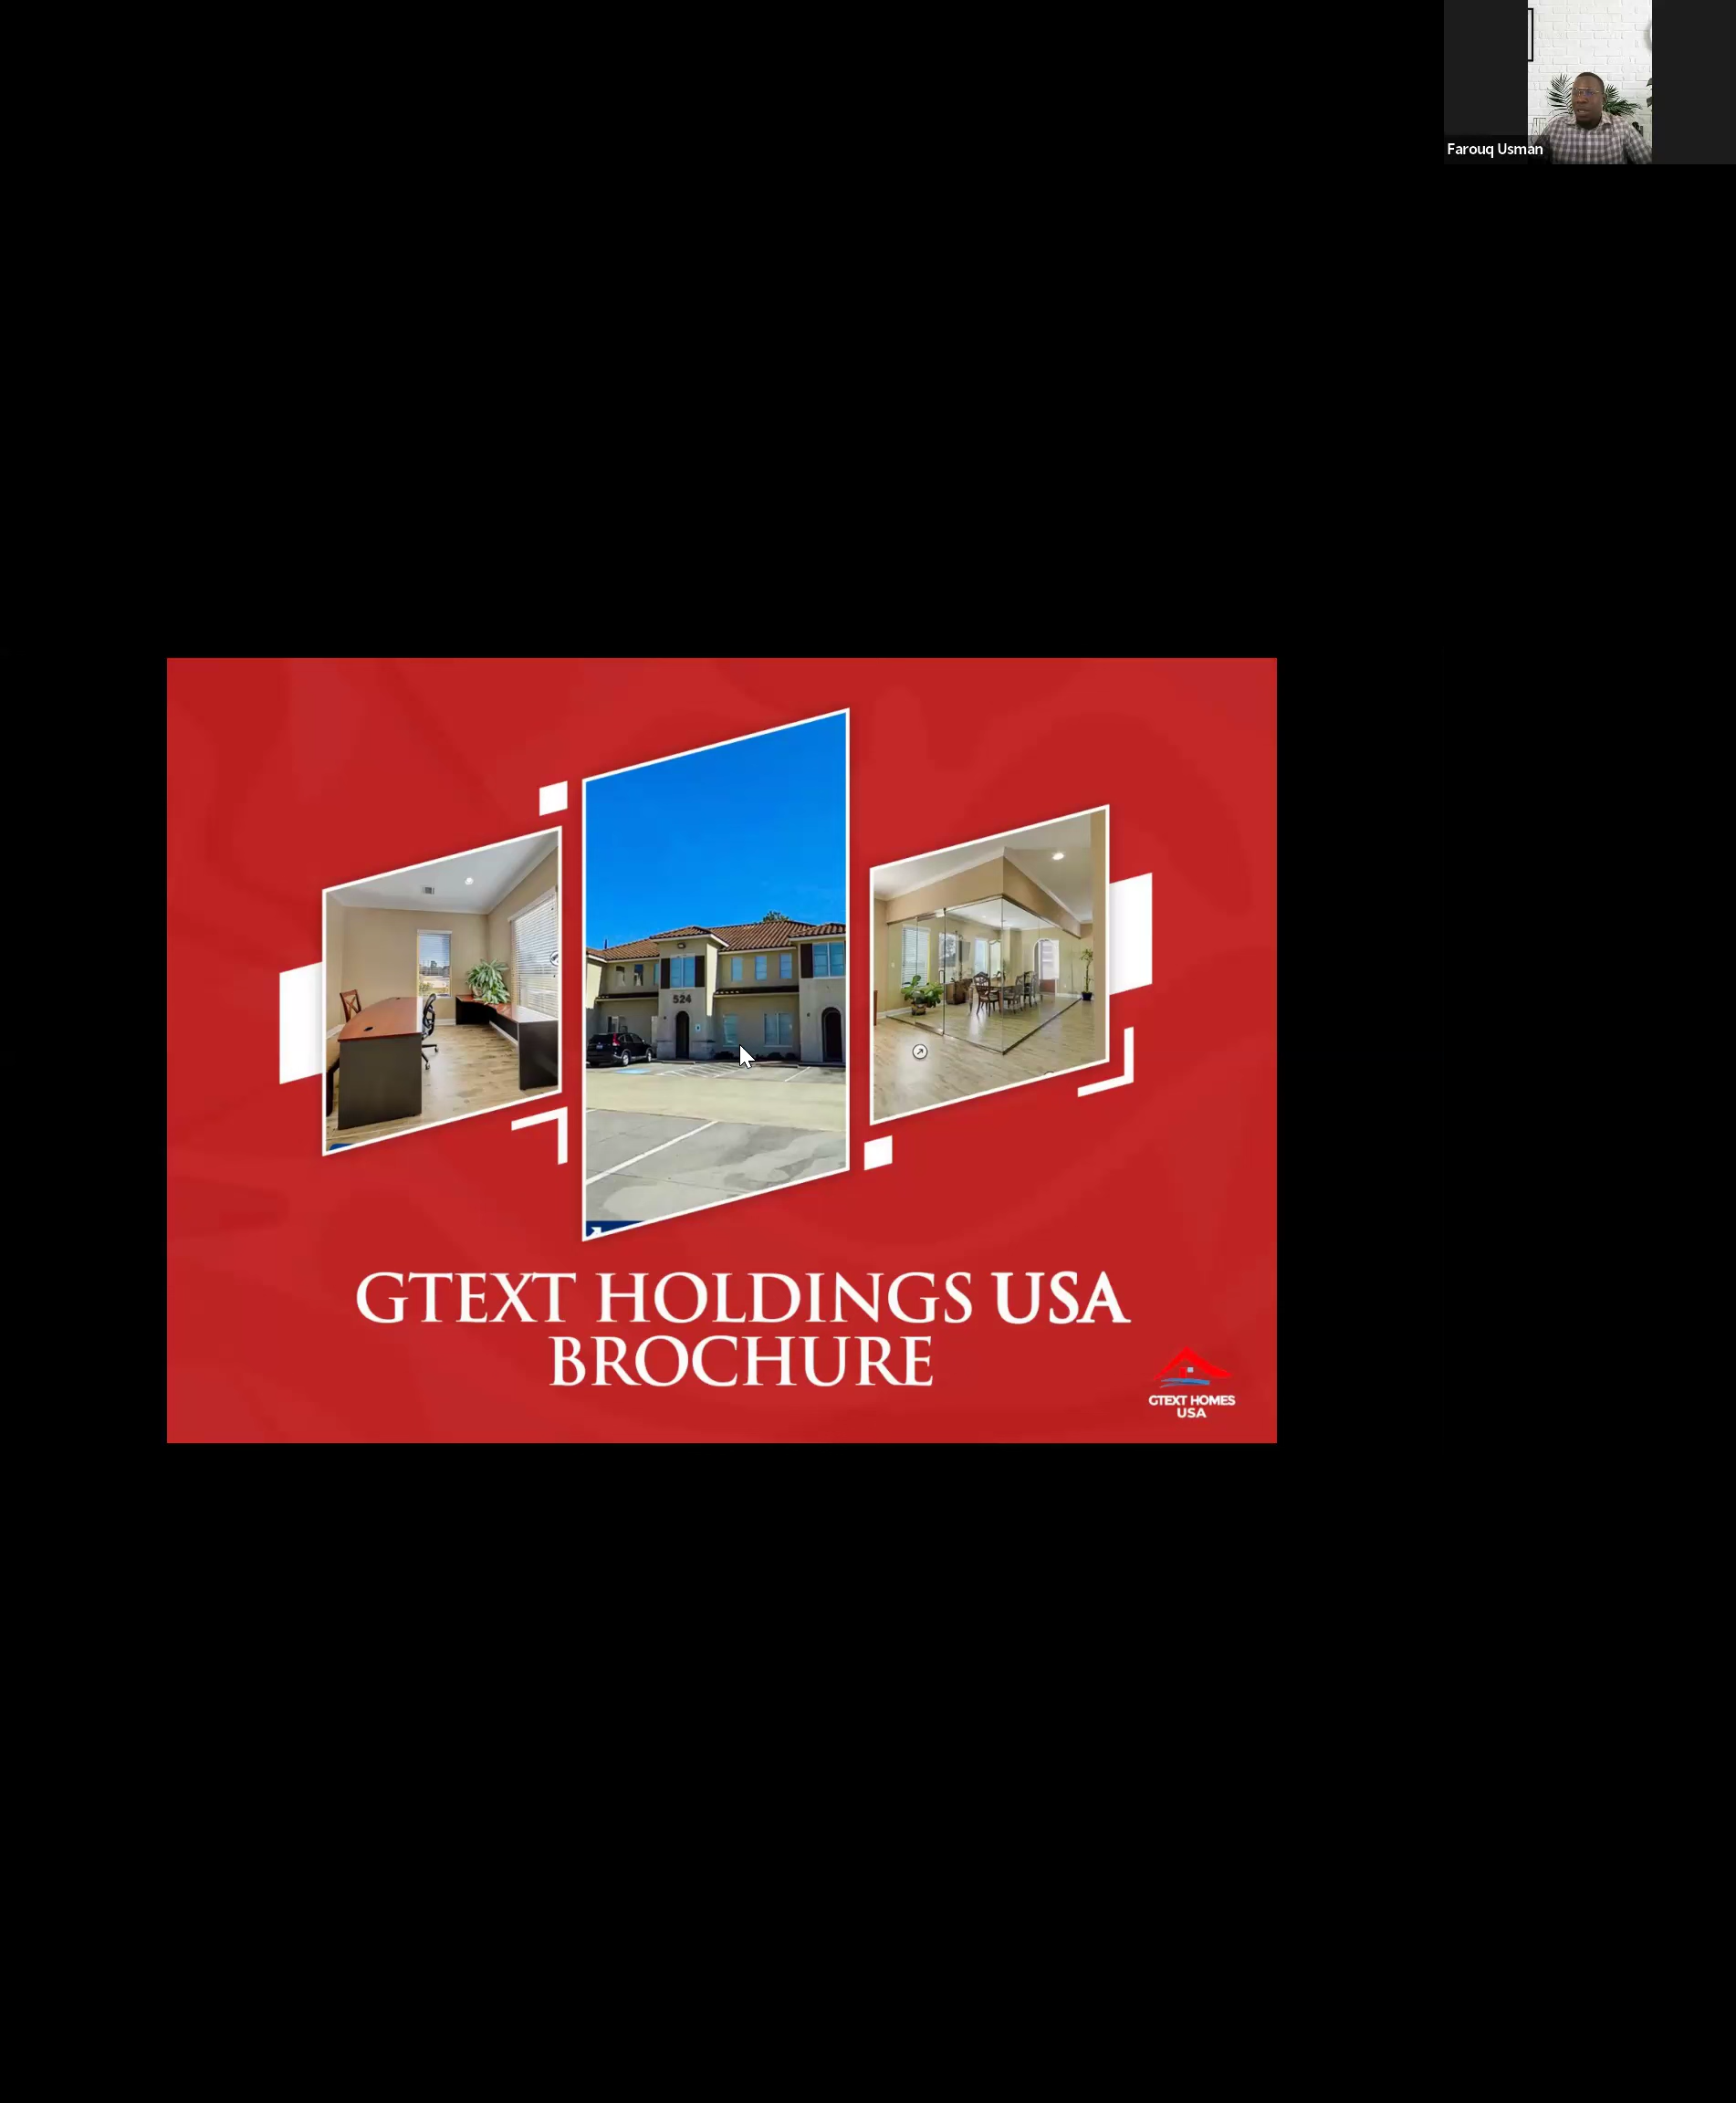 Farouq Usman
524
GTEXT HOLDINGS USA
BROCHURE
GTEXT HOMES
USA